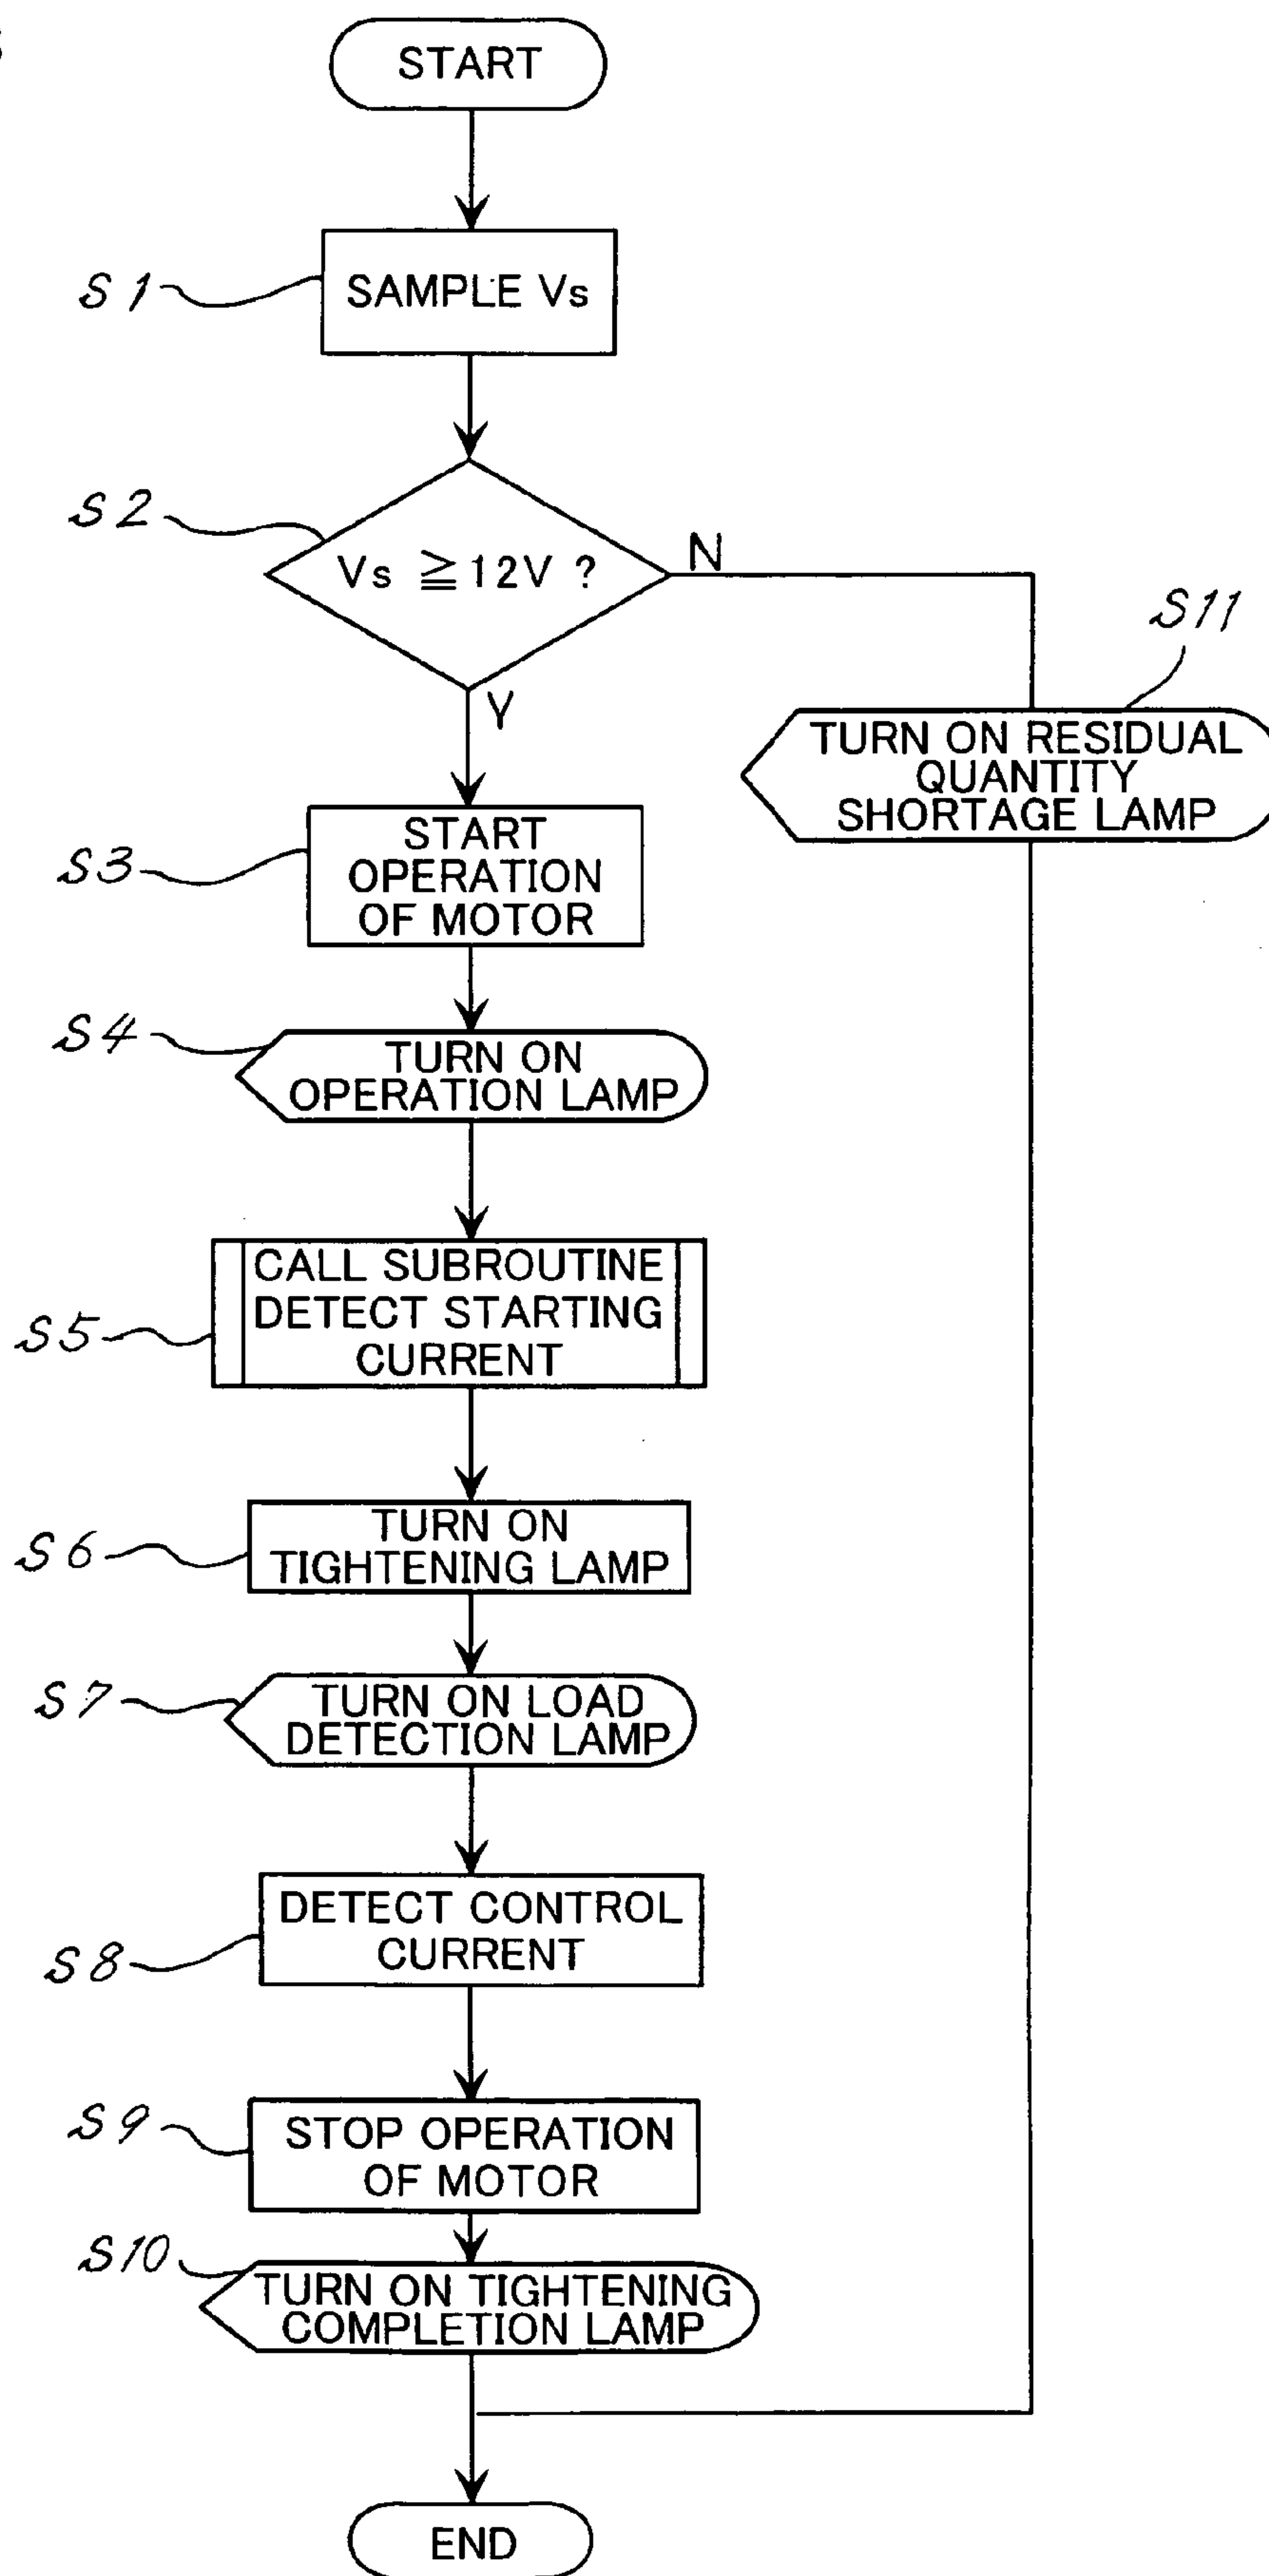 START
S1
SAMPLE Vs
S2
Vs ≧ 12V ?
N
Y
S11
TURN ON RESIDUAL
QUANTITY
SHORTAGE LAMP
S3
START
OPERATION
OF MOTOR
S4
TURN ON
OPERATION LAMP
S5
CALL SUBROUTINE
DETECT STARTING
CURRENT
S6
TURN ON
TIGHTENING LAMP
S7
TURN ON LOAD
DETECTION LAMP
S8
DETECT CONTROL
CURRENT
S9
STOP OPERATION
OF MOTOR
S10
TURN ON TIGHTENING
COMPLETION LAMP
END